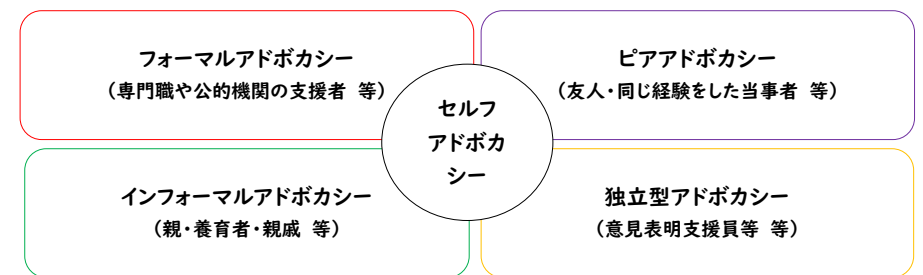 フォーマルアドボカシー
（専門職や公的機関の支援者 等）
ピアアドボカシー
（友人・同じ経験をした当事者 等）
セルフ
アドボカ
シー
インフォーマルアドボカシー
（親・養育者・親戚 等）
独立型アドボカシー
（意見表明支援員等 等）